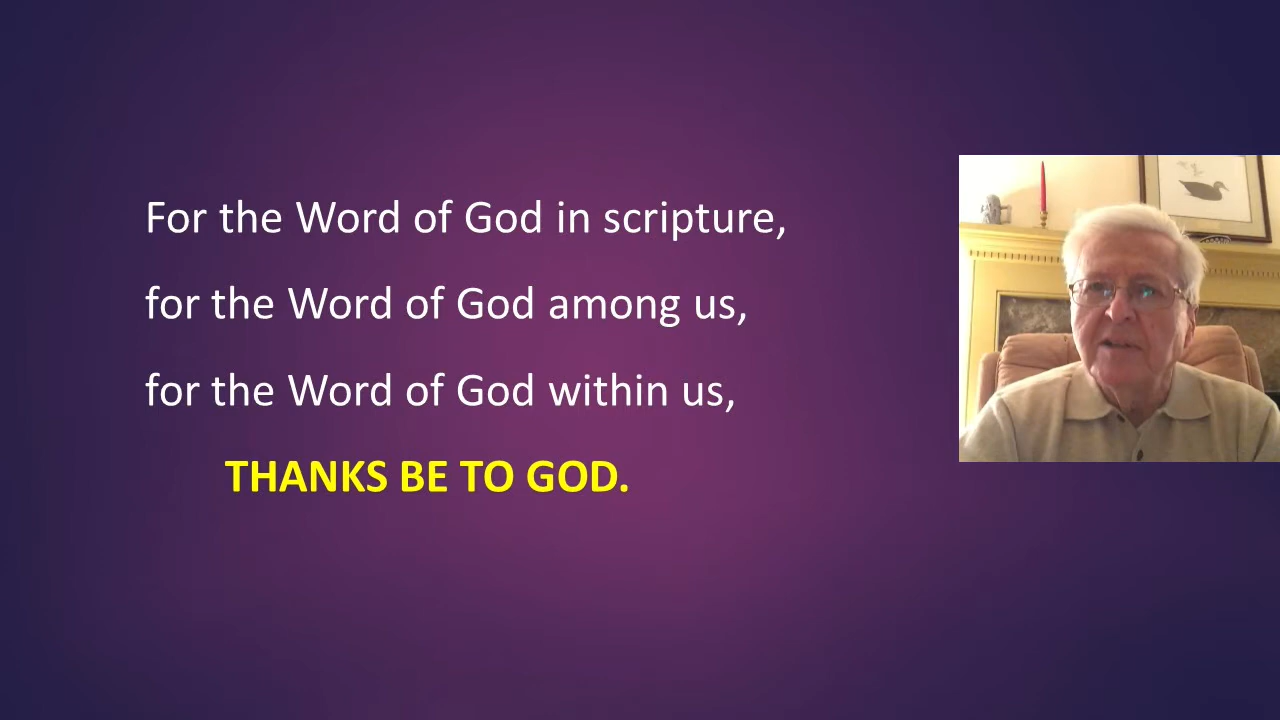 For the Word of God in scripture,
for the Word of God among us,
for the Word of God within us,
THANKS BE TO GOD.